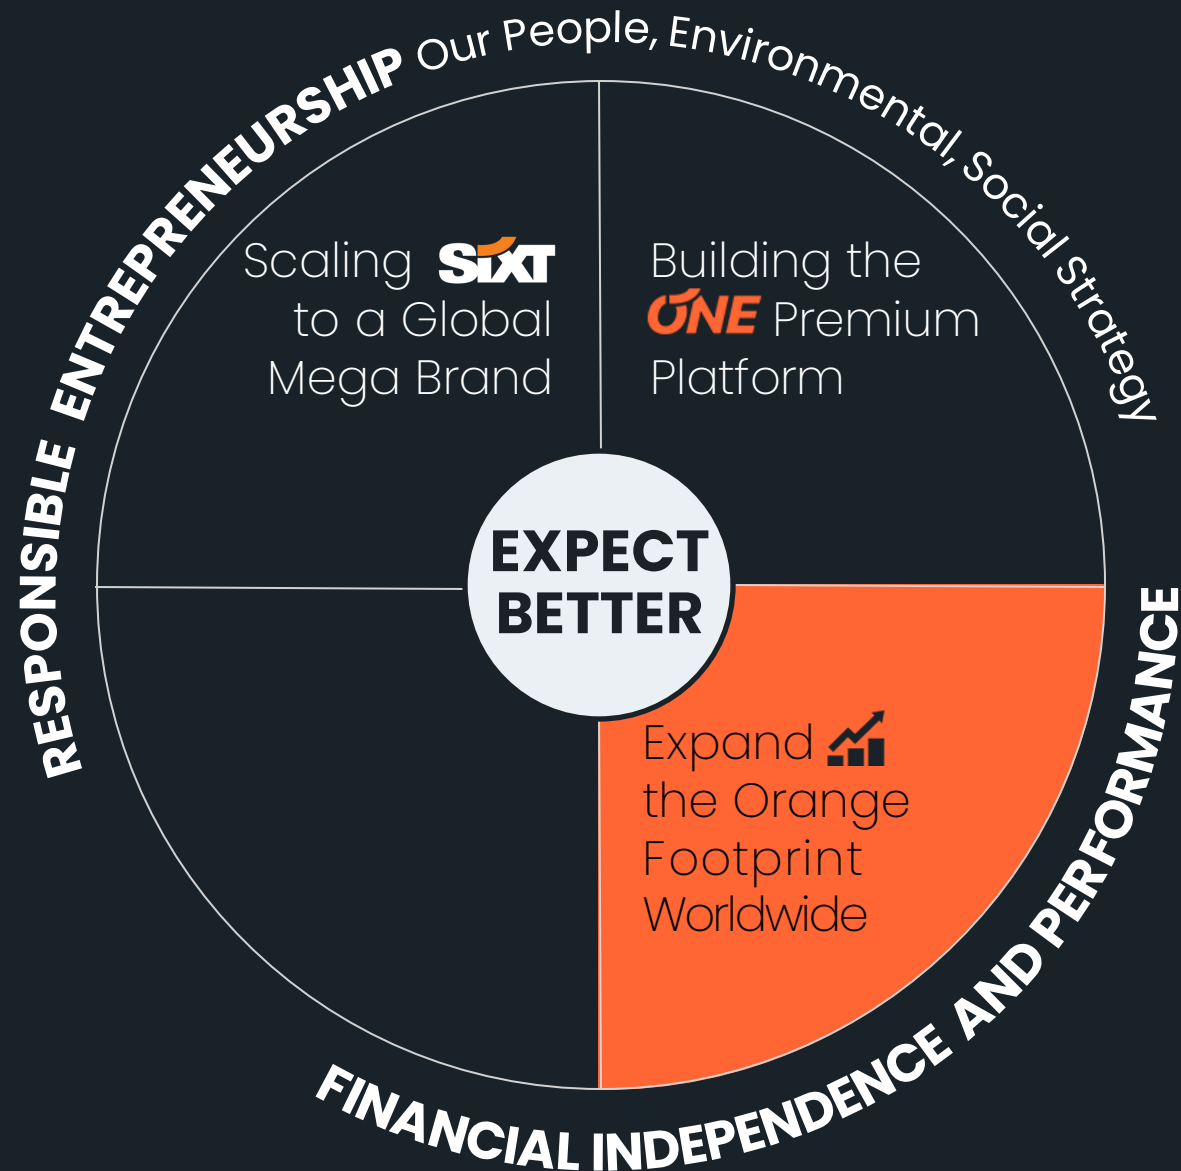 RESPONSIBLE ENTREPRENEURSHIP Our People, Environmental, Social Strategy
Scaling SIXT
to a Global
Mega Brand
Building the
ONE Premium
Platform
EXPECT
BETTER
Expand
the Orange
Footprint
Worldwide
FINANCIAL INDEPENDENCE AND PERFORMANCE